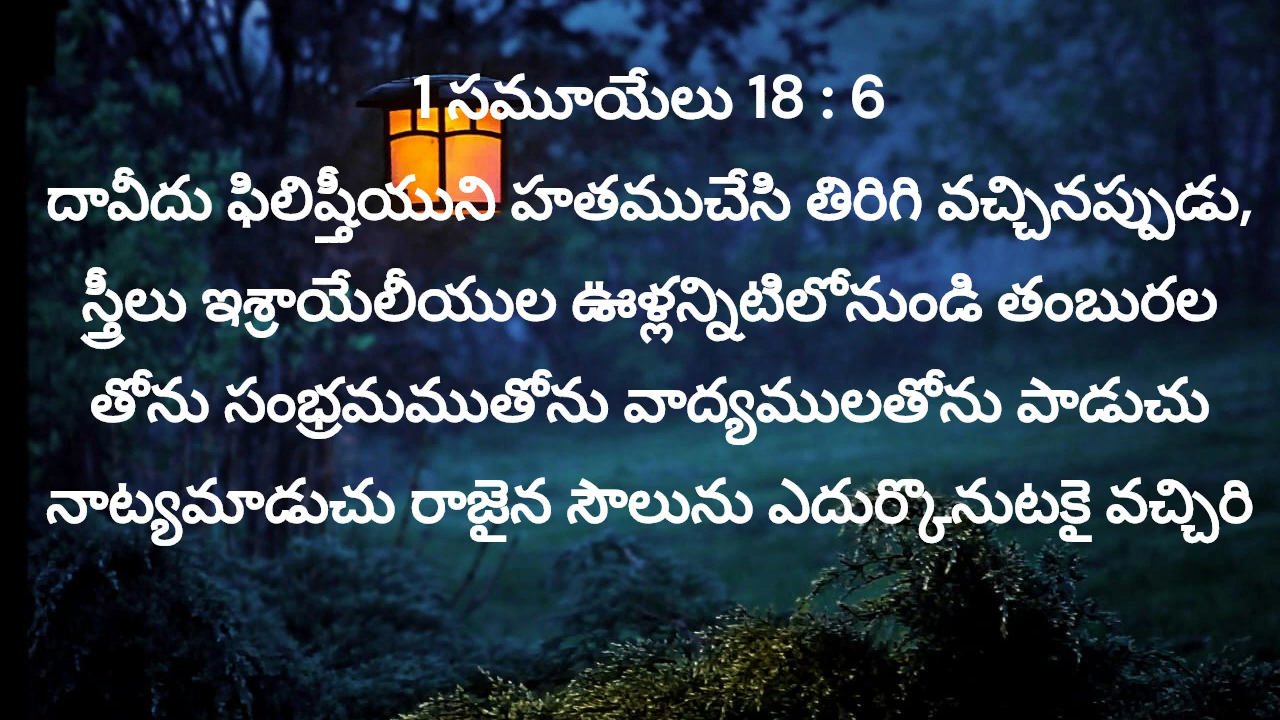 1 సమూయేలు 18 : 6
దావీదు ఫిలిష్తీయుని హతముచేసి తిరిగి వచ్చినప్పుడు,
స్త్రీలు ఇశ్రాయేలీయుల ఊళ్లన్నిటిలోనుండి తంబురల
తోను సంభ్రమముతోను వాద్యములతోను పాడుచు
నాట్యమాడుచు రాజైన సౌలును ఎదుర్కొనుటకై వచ్చిరి